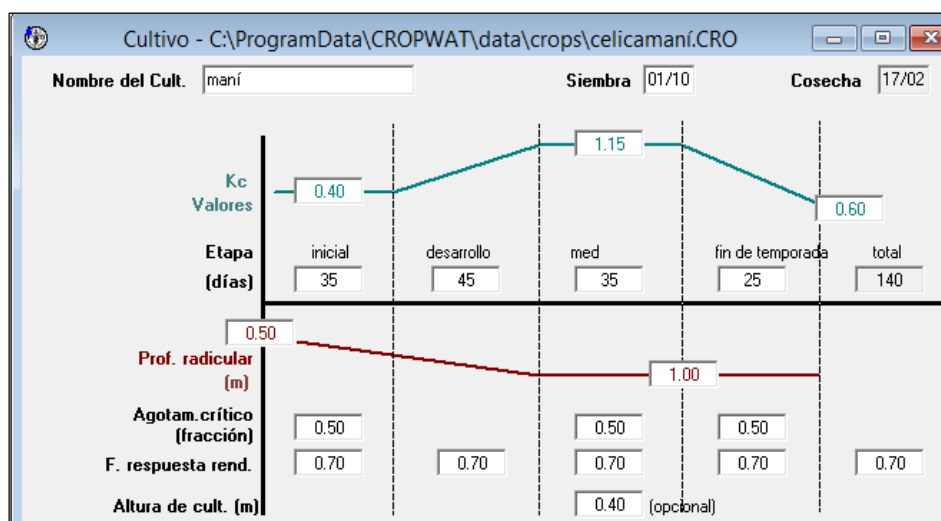 Cultivo - C:\ProgramData\CROPWAT\data\crops\celicamaní.CRO
Nombre del Cult. maní Siembra 01/10 Cosecha 17/02
1.15
Kc 0.40
Valores 0.60
Etapa inicial desarrollo med fin de temporada total
(días) 35 45 35 25 140
0.50
Prof. radicular 1.00
(m)
Agotam.crítico
(fracción) 0.50 0.50 0.50
F. respuesta rend. 0.70 0.70 0.70 0.70 0.70
Altura de cult. (m) 0.40 (opcional)